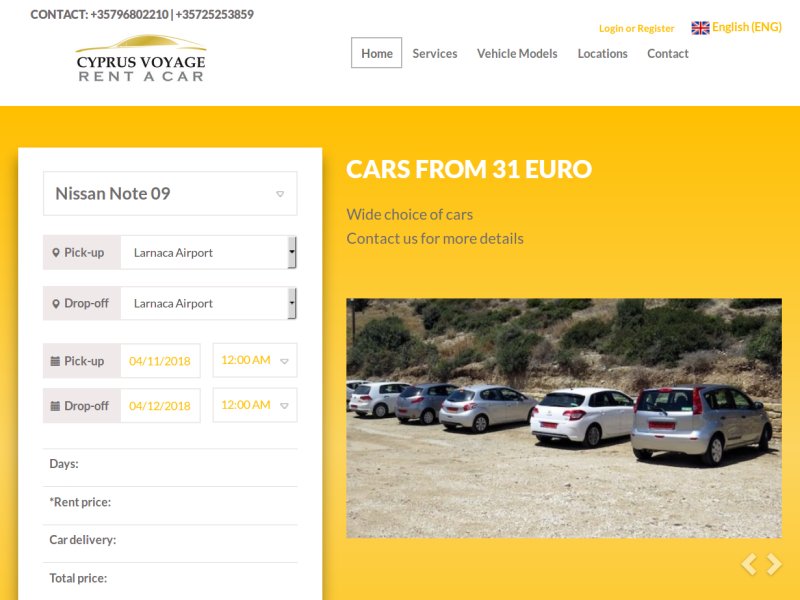 CONTACT: +35796802210 | +35725253859
Login or Register
English (ENG)
CYPRUS VOYAGE
RENT A CAR
Home
Services
Vehicle Models
Locations
Contact
Nissan Note 09
Pick-up
Larnaca Airport
Drop-off
Larnaca Airport
Pick-up
04/11/2018
12:00 AM
Drop-off
04/12/2018
12:00 AM
Days:
*Rent price:
Car delivery:
Total price:
CARS FROM 31 EURO
Wide choice of cars
Contact us for more details